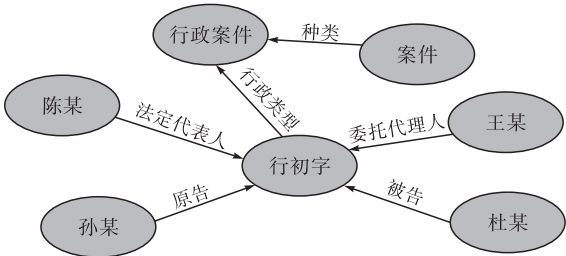 行政案件
种类
案件
陈某
法定代表人
行政类型
委托代理人
王某
行初字
原告
被告
孙某
杜某